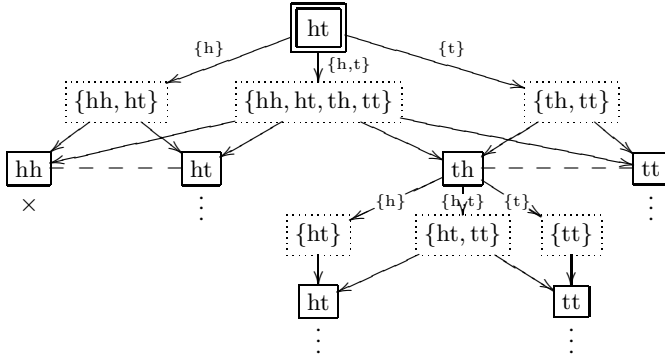 ht
{h} {h,t} {t}
{hh, ht} {hh, ht, th, tt} {th, tt}
hh ht th tt
× ⋮ ⋮
{h} {h,t} {t}
{ht} {ht, tt} {tt}
ht tt
⋮ ⋮